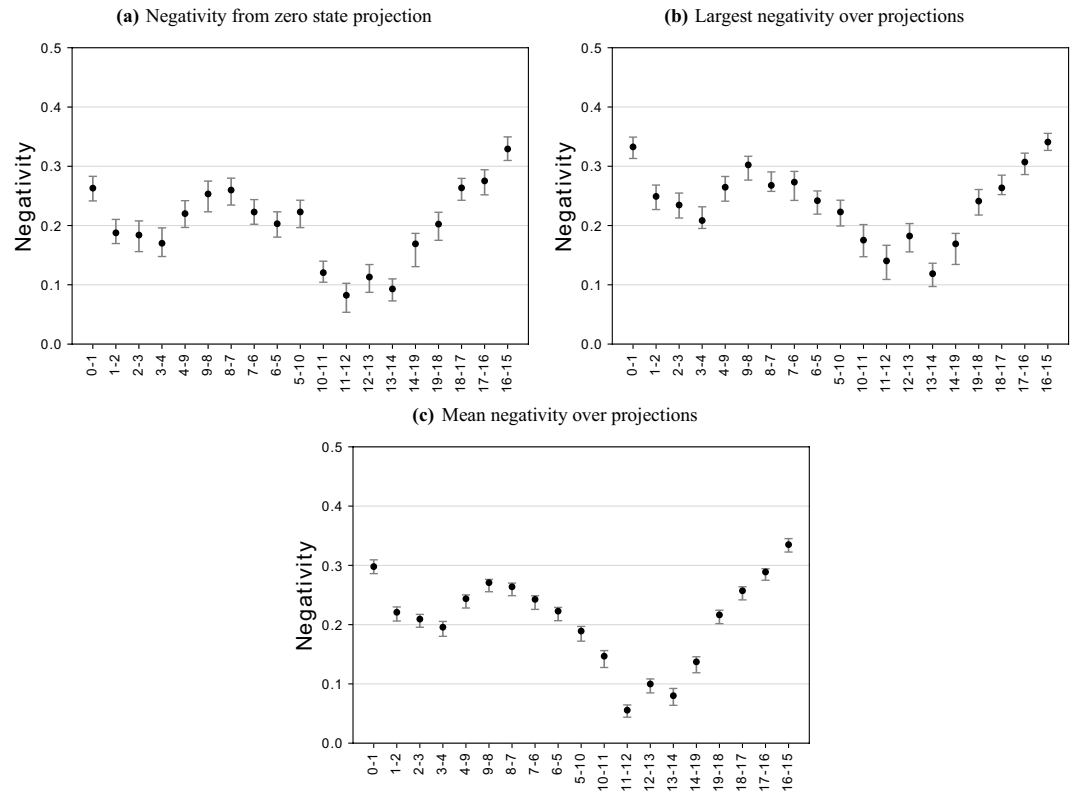 (a) Negativity from zero state projection
Negativity
0.5
0.4
0.3
0.2
0.1
0.0
0-1 1-2 2-3 3-4 4-9 9-8 8-7 7-6 6-5 5-10 10-11 11-12 12-13 13-14 14-19 19-18 18-17 17-16 16-15
(b) Largest negativity over projections
Negativity
0.5
0.4
0.3
0.2
0.1
0.0
0-1 1-2 2-3 3-4 4-9 9-8 8-7 7-6 6-5 5-10 10-11 11-12 12-13 13-14 14-19 19-18 18-17 17-16 16-15
(c) Mean negativity over projections
Negativity
0.5
0.4
0.3
0.2
0.1
0.0
0-1 1-2 2-3 3-4 4-9 9-8 8-7 7-6 6-5 5-10 10-11 11-12 12-13 13-14 14-19 19-18 18-17 17-16 16-15